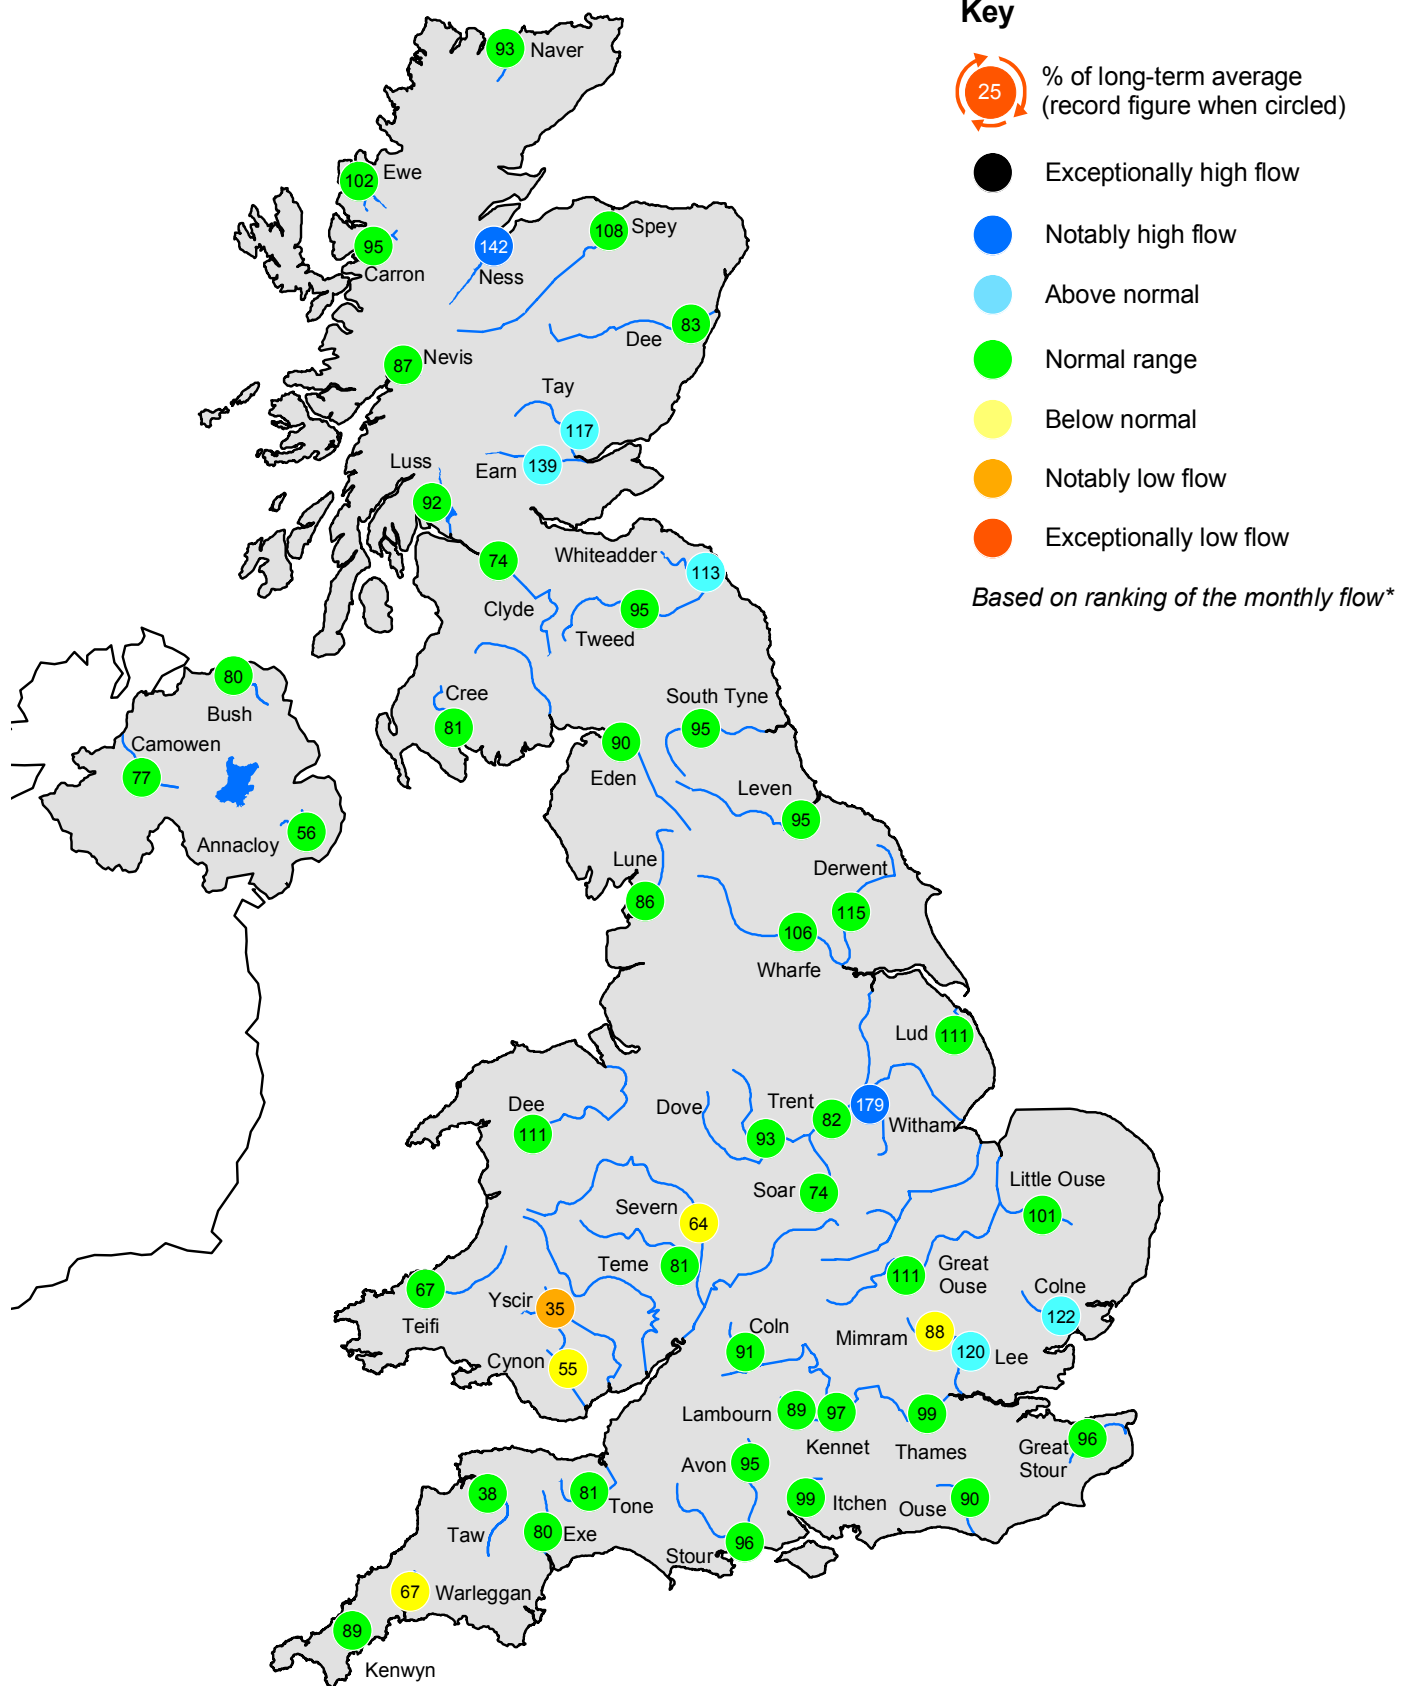 Key
25
% of long-term average
(record figure when circled)
Exceptionally high flow
Notably high flow
Above normal
Normal range
Below normal
Notably low flow
Exceptionally low flow
Based on ranking of the monthly flow*
93 Naver
102 Ewe
95
Carron
142
Ness
108 Spey
83
Dee
87 Nevis
Tay
117
Earn 139
Luss
92
74
Clyde
Whiteadder
113
95
Tweed
80
Bush
Camowen
77
56
Annacloy
Cree
81
South Tyne
95
90
Eden
Leven
95
Lune
86
Derwent
115
106
Wharfe
Lud 111
Dee
111
Dove
93
Trent
82
179
Witham
Soar 74
Little Ouse
101
Severn
64
Teme 81
111 Great
Ouse
Colne
122
67
Teifi
Yscir 35
Cynon 55
Coln
91
Mimram 88
120 Lee
Lambourn 89
97
Kennet
99
Thames
96
Great
Stour
Avon 95
99 Itchen
Ouse 90
38
Taw
81
Tone
80 Exe
96
Stour
67 Warleggan
89
Kenwyn